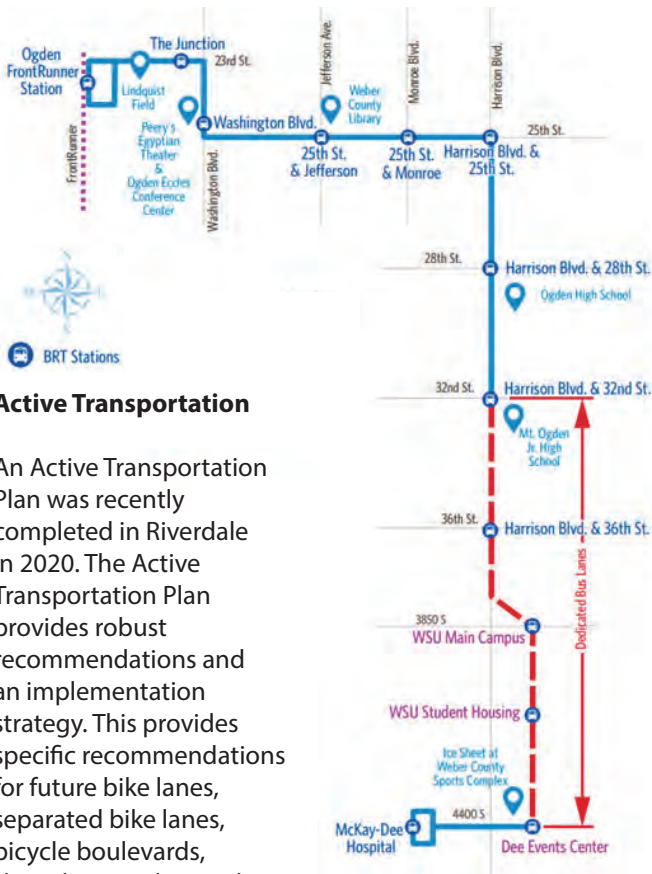 Ogden
FrontRunner
Station
The Junction
23rd St.
Lindquist
Field
FrontRunner
Peery's
Egyptian
Theater
&
Ogden Eccles
Conference
Center
Washington Blvd.
Washington Blvd.
Jefferson Ave.
Weber
County
Library
Monroe Blvd.
Harrison Blvd.
25th St.
25th St.
& Jefferson
25th St.
& Monroe
Harrison Blvd. &
25th St.
28th St.
Harrison Blvd. & 28th St.
Ogden High School
BRT Stations
32nd St.
Harrison Blvd. & 32nd St.
Mt. Ogden
Jr. High
School
36th St.
Harrison Blvd. & 36th St.
Dedicated Bus Lanes
3850 S
WSU Main Campus
WSU Student Housing
Ice Sheet at
Weber County
Sports Complex
4400 S
McKay-Dee
Hospital
Dee Events Center
Active Transportation
An Active Transportation
Plan was recently
completed in Riverdale
in 2020. The Active
Transportation Plan
provides robust
recommendations and
an implementation
strategy. This provides
specific recommendations
for future bike lanes,
separated bike lanes,
bicycle boulevards,